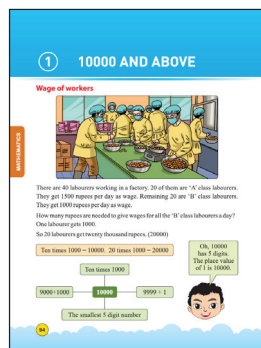 1
10000 AND ABOVE
Wage of workers
MATHEMATICS
There are 40 labourers working in a factory. 20 of them are 'A' class labourers.
They get 1500 rupees per day as wage. Remaining 20 are 'B' class labourers.
They get 1000 rupees per day as wage.
How many rupees are needed to give wages for all the 'B' class labourers a day?
One labourer gets 1000.
So 20 labourers get twenty thousand rupees. (20000)
Ten times 1000 = 10000. 20 times 1000 = 20000
Oh, 10000
has 5 digits.
The place value
of 1 is 10000.
Ten times 1000
9000+1000
10000
9999 + 1
The smallest 5 digit number
94